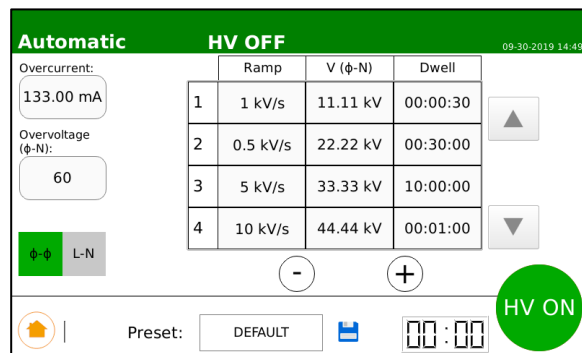 Automatic HV OFF 09-30-2019 14:49
Overcurrent:
133.00 mA
Overvoltage
(ϕ-N):
60
ϕ-ϕ L-N
Ramp V (ϕ-N) Dwell
1 1 kV/s 11.11 kV 00:00:30
2 0.5 kV/s 22.22 kV 00:30:00
3 5 kV/s 33.33 kV 10:00:00
4 10 kV/s 44.44 kV 00:01:00
- +
HV ON
Preset: DEFAULT 00:00